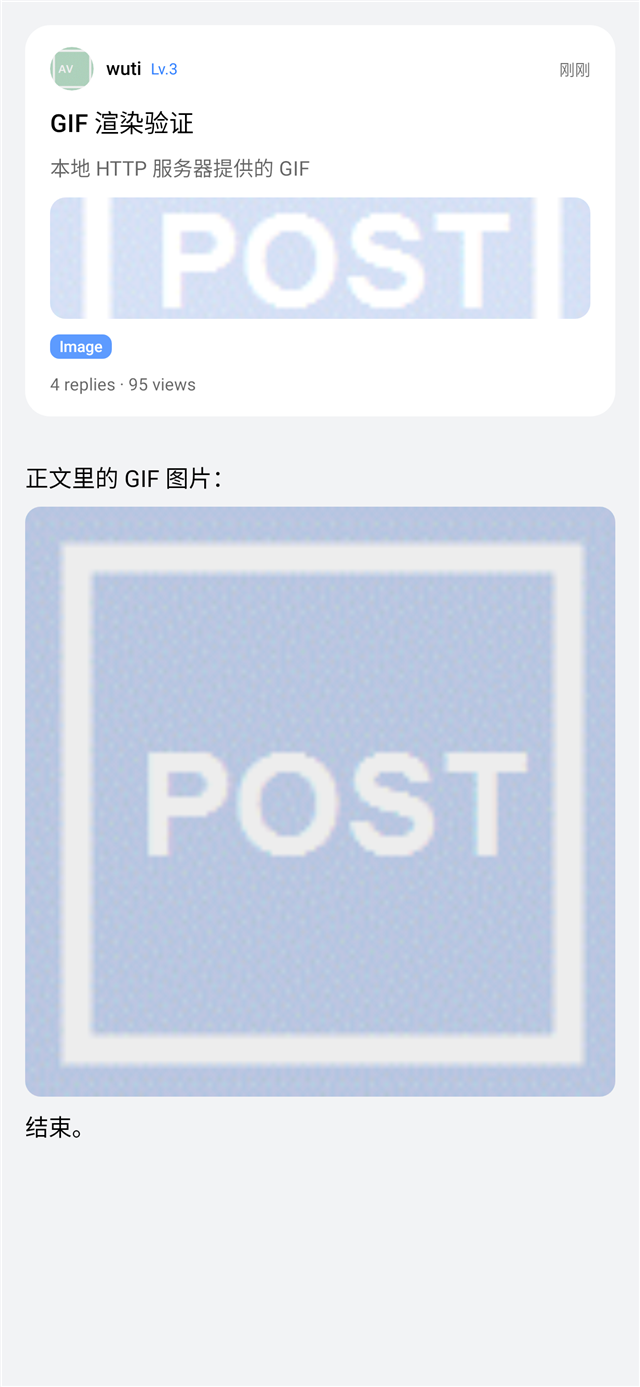 AV
wuti Lv.3 刚刚
GIF 渲染验证
本地 HTTP 服务器提供的 GIF
POST
Image
4 replies · 95 views
正文里的 GIF 图片：
POST
结束。